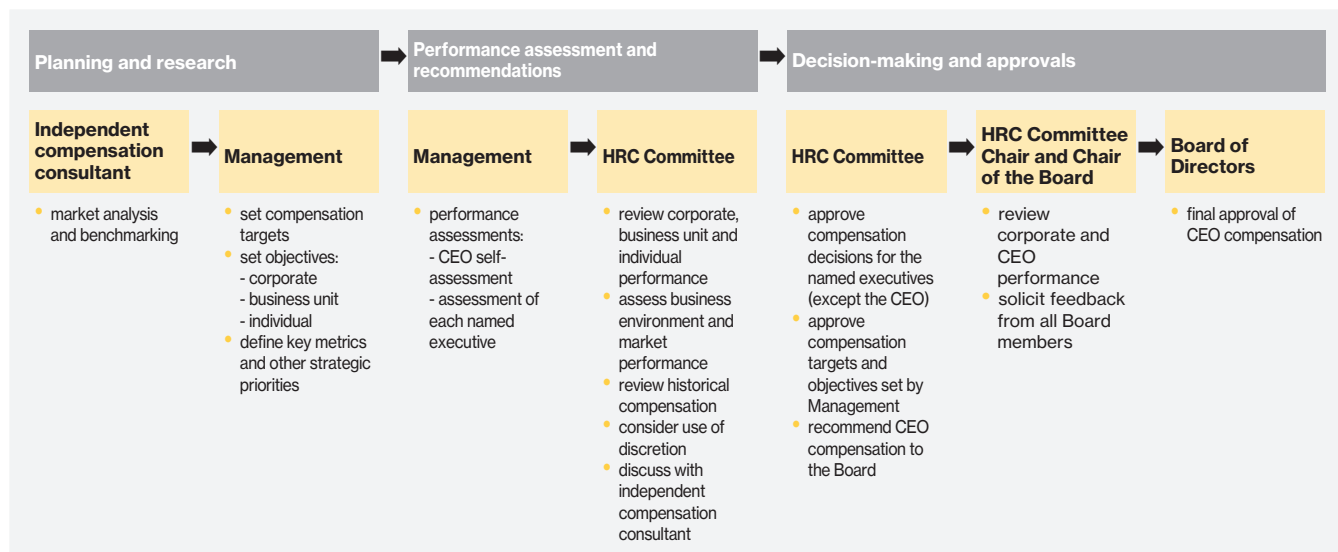 Planning and research
Performance assessment and
recommendations
Decision-making and approvals
Independent
compensation
consultant
Management
Management
HRC Committee
HRC Committee
HRC Committee
Chair and Chair
of the Board
Board of
Directors
• market analysis
and benchmarking
• set compensation
targets
• set objectives:
- corporate
- business unit
- individual
• define key metrics
and other strategic
priorities
• performance
assessments:
- CEO self-
assessment
- assessment of
each named
executive
• review corporate,
business unit and
individual
performance
• assess business
environment and
market
performance
• review historical
compensation
• consider use of
discretion
• discuss with
independent
compensation
consultant
• approve
compensation
decisions for the
named executives
(except the CEO)
• approve
compensation
targets and
objectives set by
Management
• recommend CEO
compensation to
the Board
• review
corporate and
CEO
performance
• solicit feedback
from all Board
members
• final approval of
CEO compensation